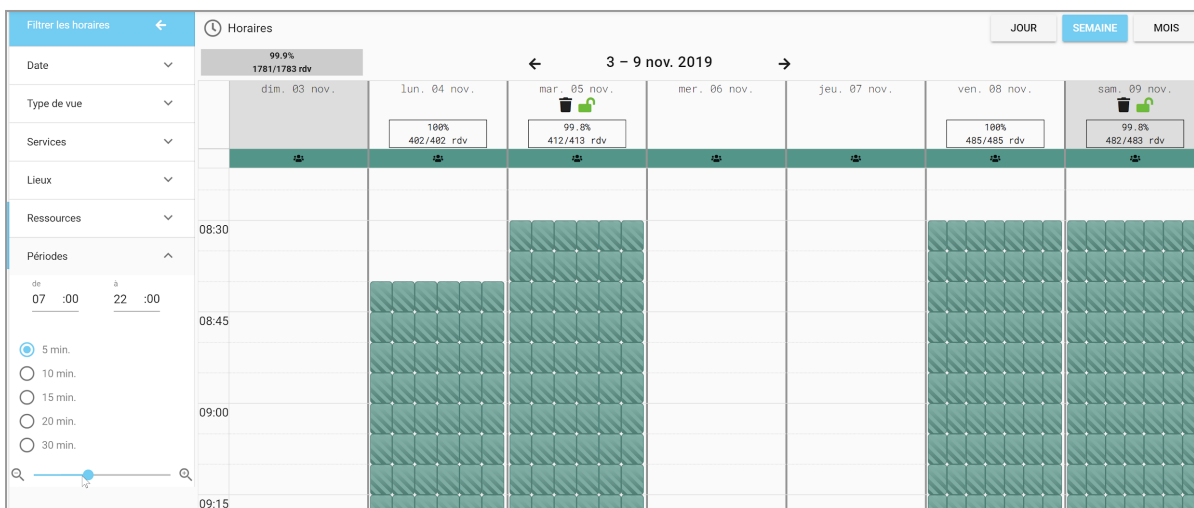 Filtrer les horaires
Date
Type de vue
Services
Lieux
Ressources
Périodes
de
à
07 :00
22 :00
5 min.
10 min.
15 min.
20 min.
30 min.
Horaires
JOUR
SEMAINE
MOIS
99.9%
1781/1783 rdv
3 – 9 nov. 2019
dim. 03 nov.
lun. 04 nov.
mar. 05 nov.
mer. 06 nov.
jeu. 07 nov.
ven. 08 nov.
sam. 09 nov.
100%
402/402 rdv
99.8%
412/413 rdv
100%
485/485 rdv
99.8%
482/483 rdv
08:30
08:45
09:00
09:15